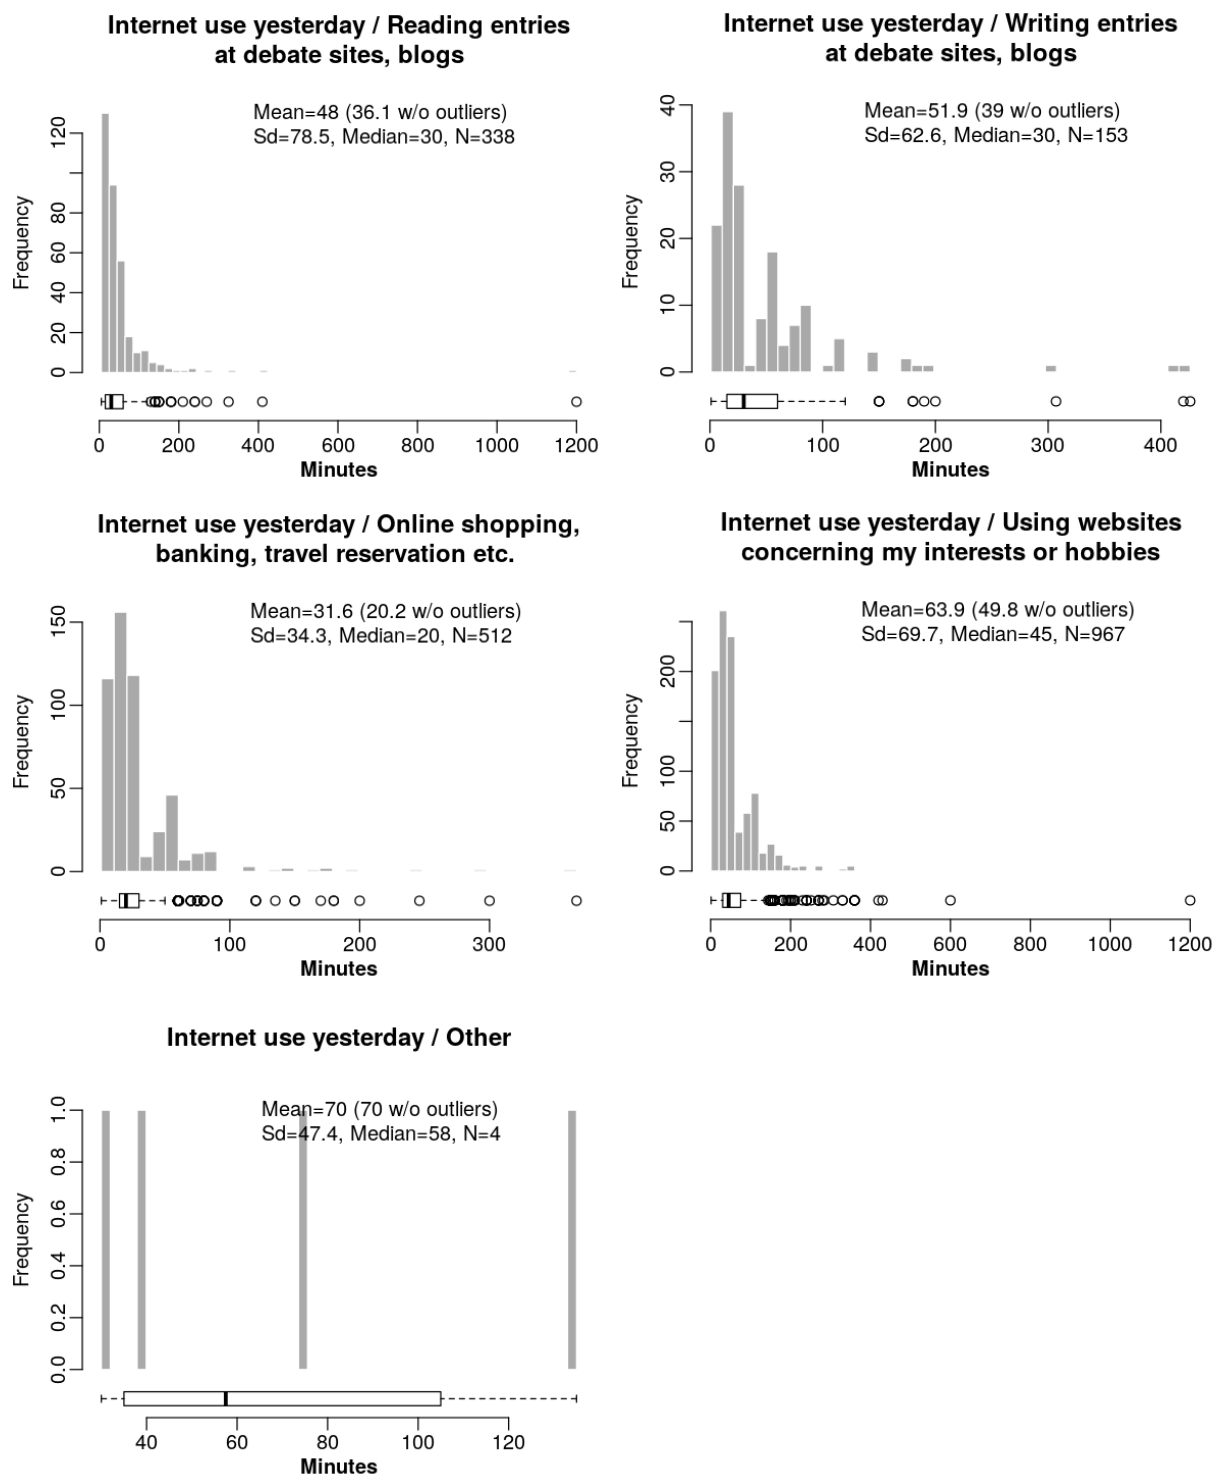 Internet use yesterday / Reading entries
at debate sites, blogs
Mean=48 (36.1 w/o outliers)
Sd=78.5, Median=30, N=338
Frequency
120
80
60
40
20
0
0 200 400 600 800 1000 1200
Minutes
Internet use yesterday / Writing entries
at debate sites, blogs
Mean=51.9 (39 w/o outliers)
Sd=62.6, Median=30, N=153
Frequency
40
30
20
10
0
0 100 200 300 400
Minutes
Internet use yesterday / Online shopping,
banking, travel reservation etc.
Mean=31.6 (20.2 w/o outliers)
Sd=34.3, Median=20, N=512
Frequency
150
100
50
0
0 100 200 300
Minutes
Internet use yesterday / Using websites
concerning my interests or hobbies
Mean=63.9 (49.8 w/o outliers)
Sd=69.7, Median=45, N=967
Frequency
200
100
50
0
0 200 400 600 800 1000 1200
Minutes
Internet use yesterday / Other
Mean=70 (70 w/o outliers)
Sd=47.4, Median=58, N=4
Frequency
1.0
0.8
0.6
0.4
0.2
0.0
40 60 80 100 120
Minutes